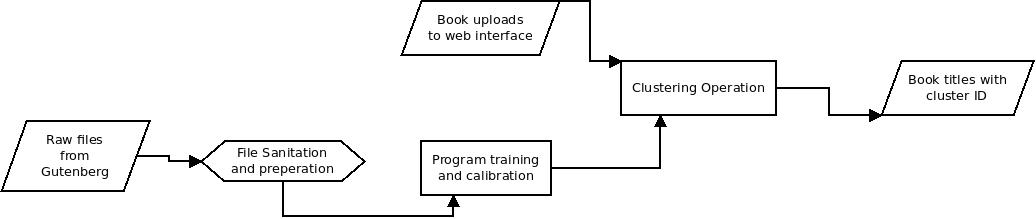 Book uploads
to web interface
Clustering Operation
Book titles with
cluster ID
Raw files
from
Gutenberg
File Sanitation
and preperation
Program training
and calibration